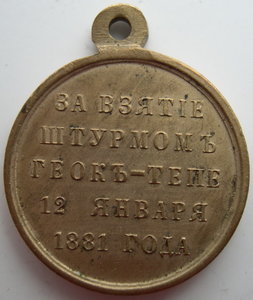 ЗА ВЗЯТІЕ
ШТУРМОМЪ
ГЕОКЪ-ТЕПЕ
12 ЯНВАРЯ
1881 ГОДА